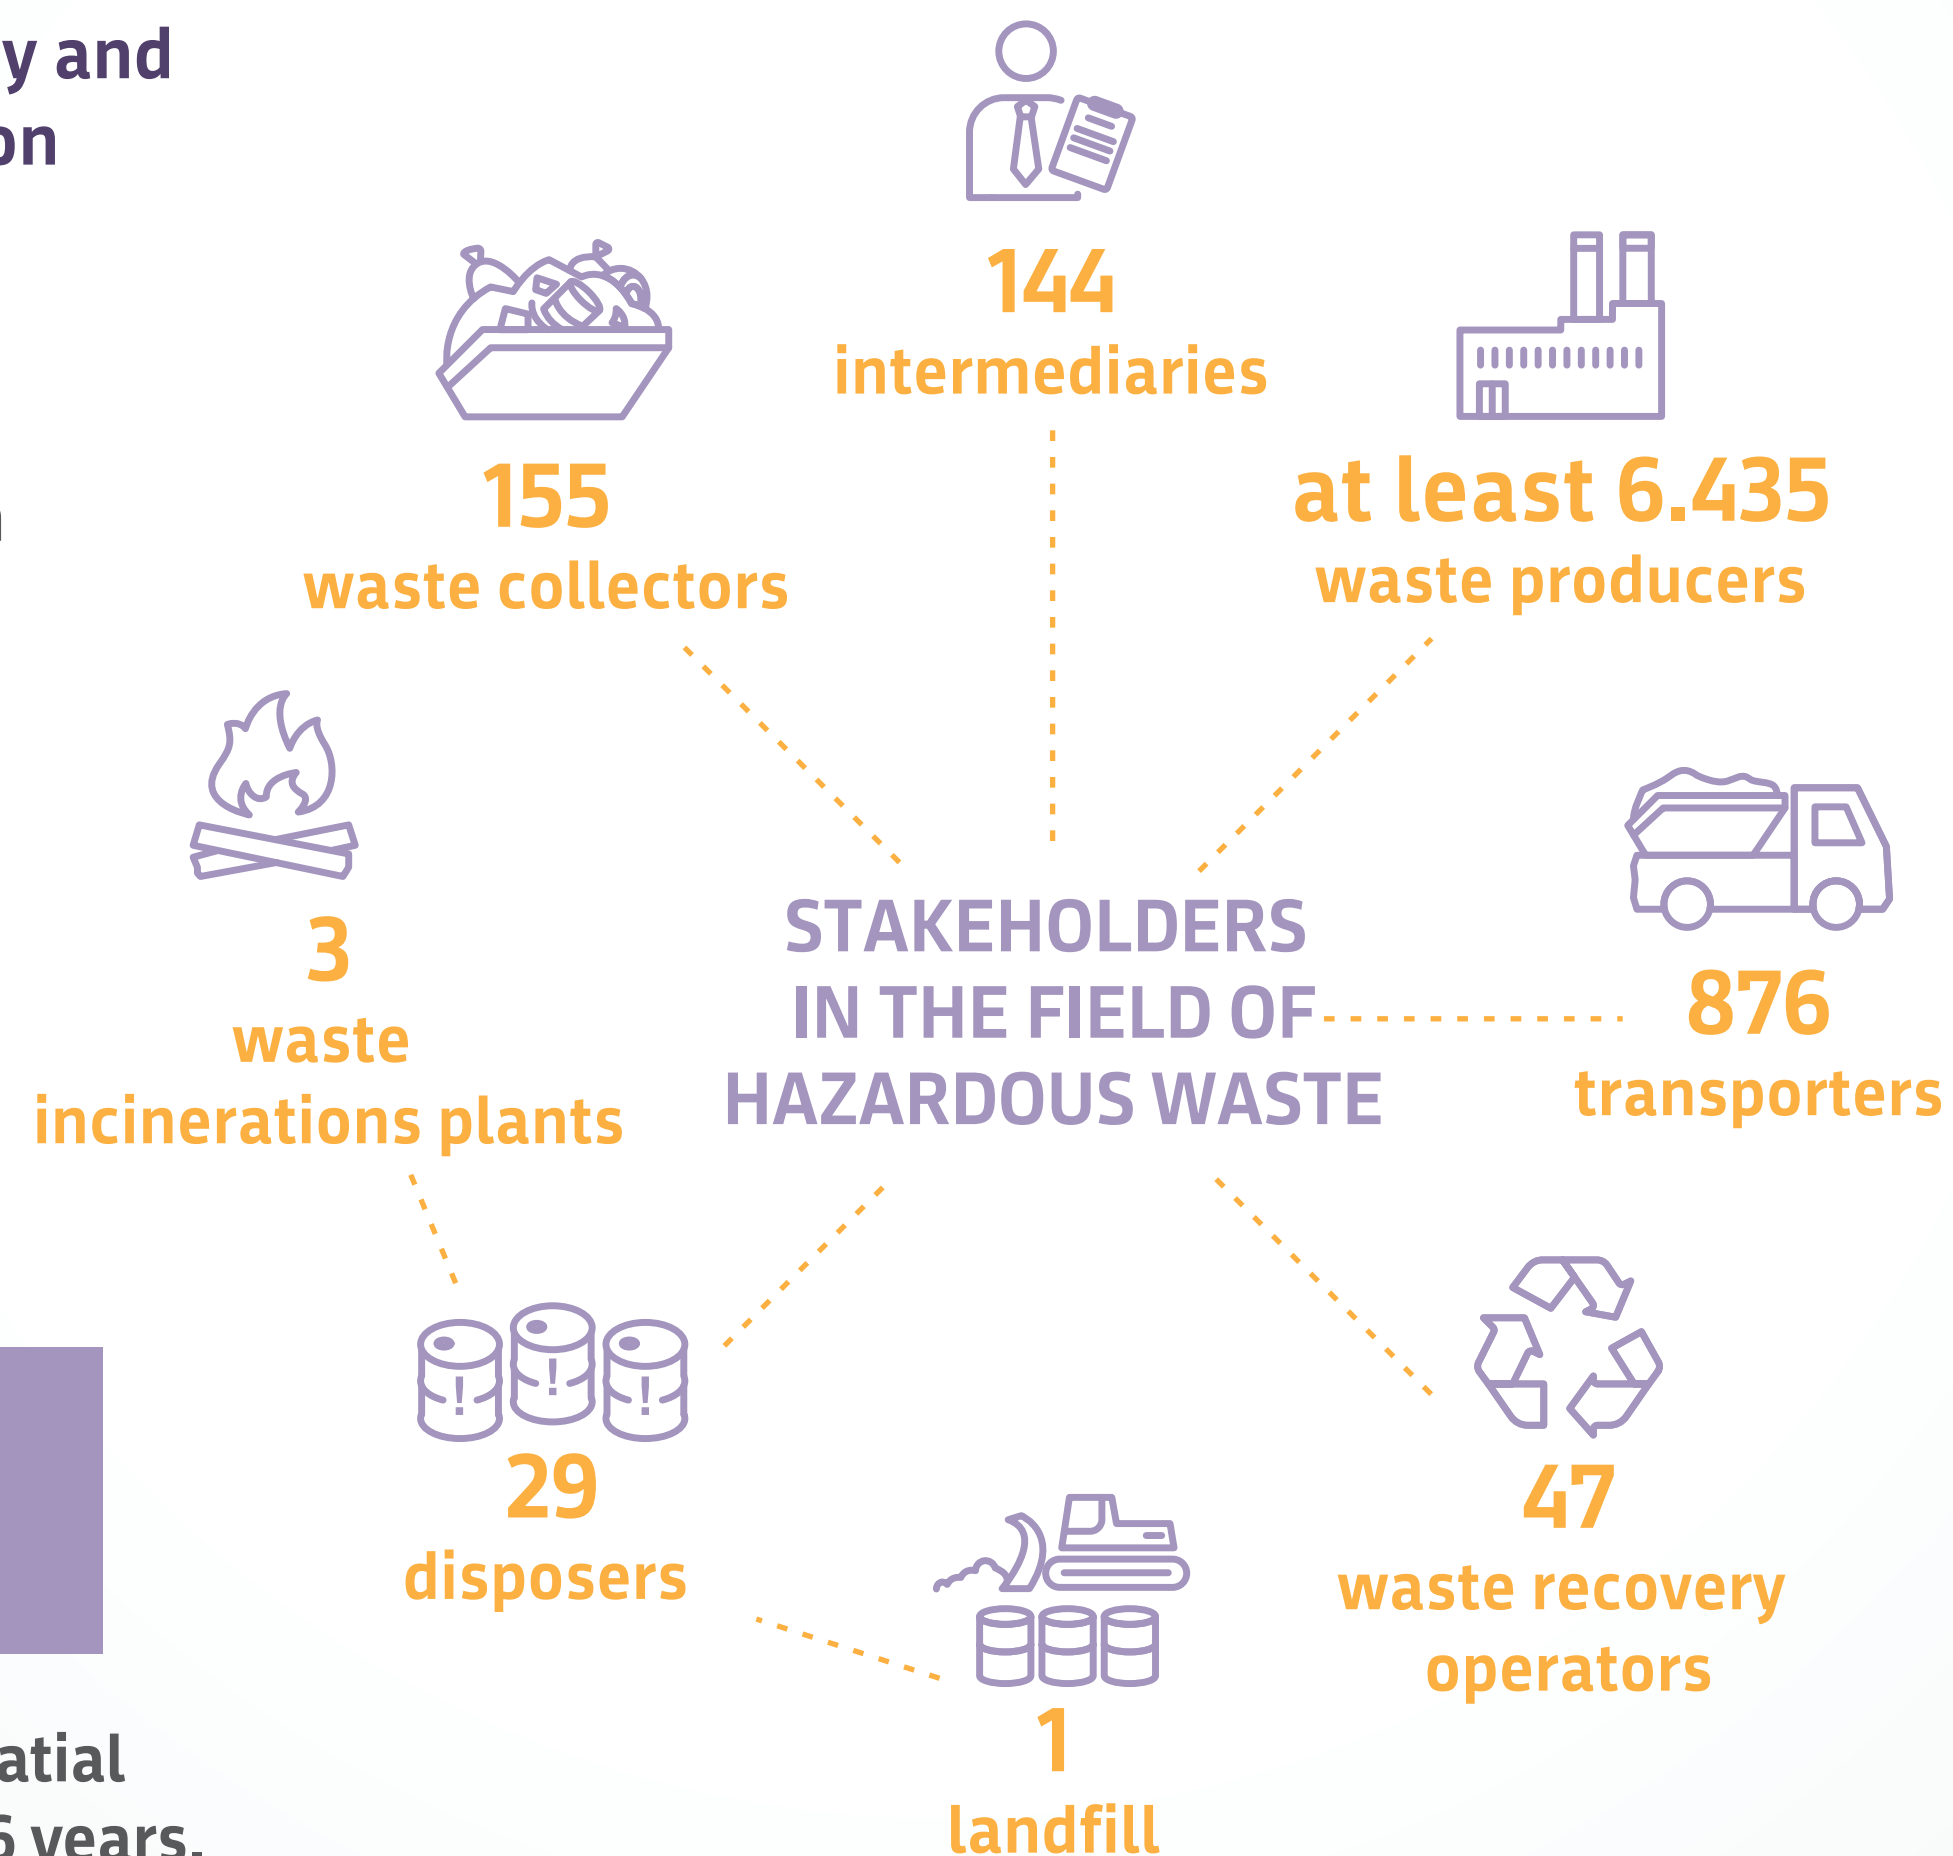 y and
on
144
intermediaries
155
waste collectors
at least 6.435
waste producers
3
waste
incinerations plants
STAKEHOLDERS
IN THE FIELD OF
HAZARDOUS WASTE
876
transporters
29
disposers
47
waste recovery
operators
1
landfill
atial
6 years.